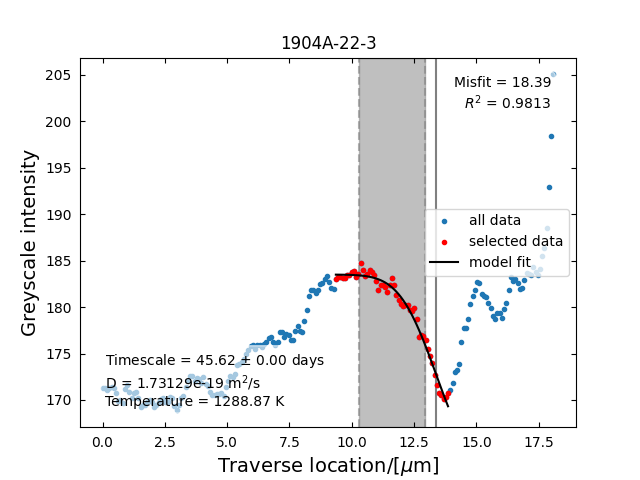 1904A-22-3
Misfit = 18.39
R² = 0.9813
205
200
195
190
185
180
175
170
Greyscale intensity
all data
selected data
model fit
Timescale = 45.62 ± 0.00 days
D = 1.73129e-19 m²/s
Temperature = 1288.87 K
0.0 2.5 5.0 7.5 10.0 12.5 15.0 17.5
Traverse location/[μm]